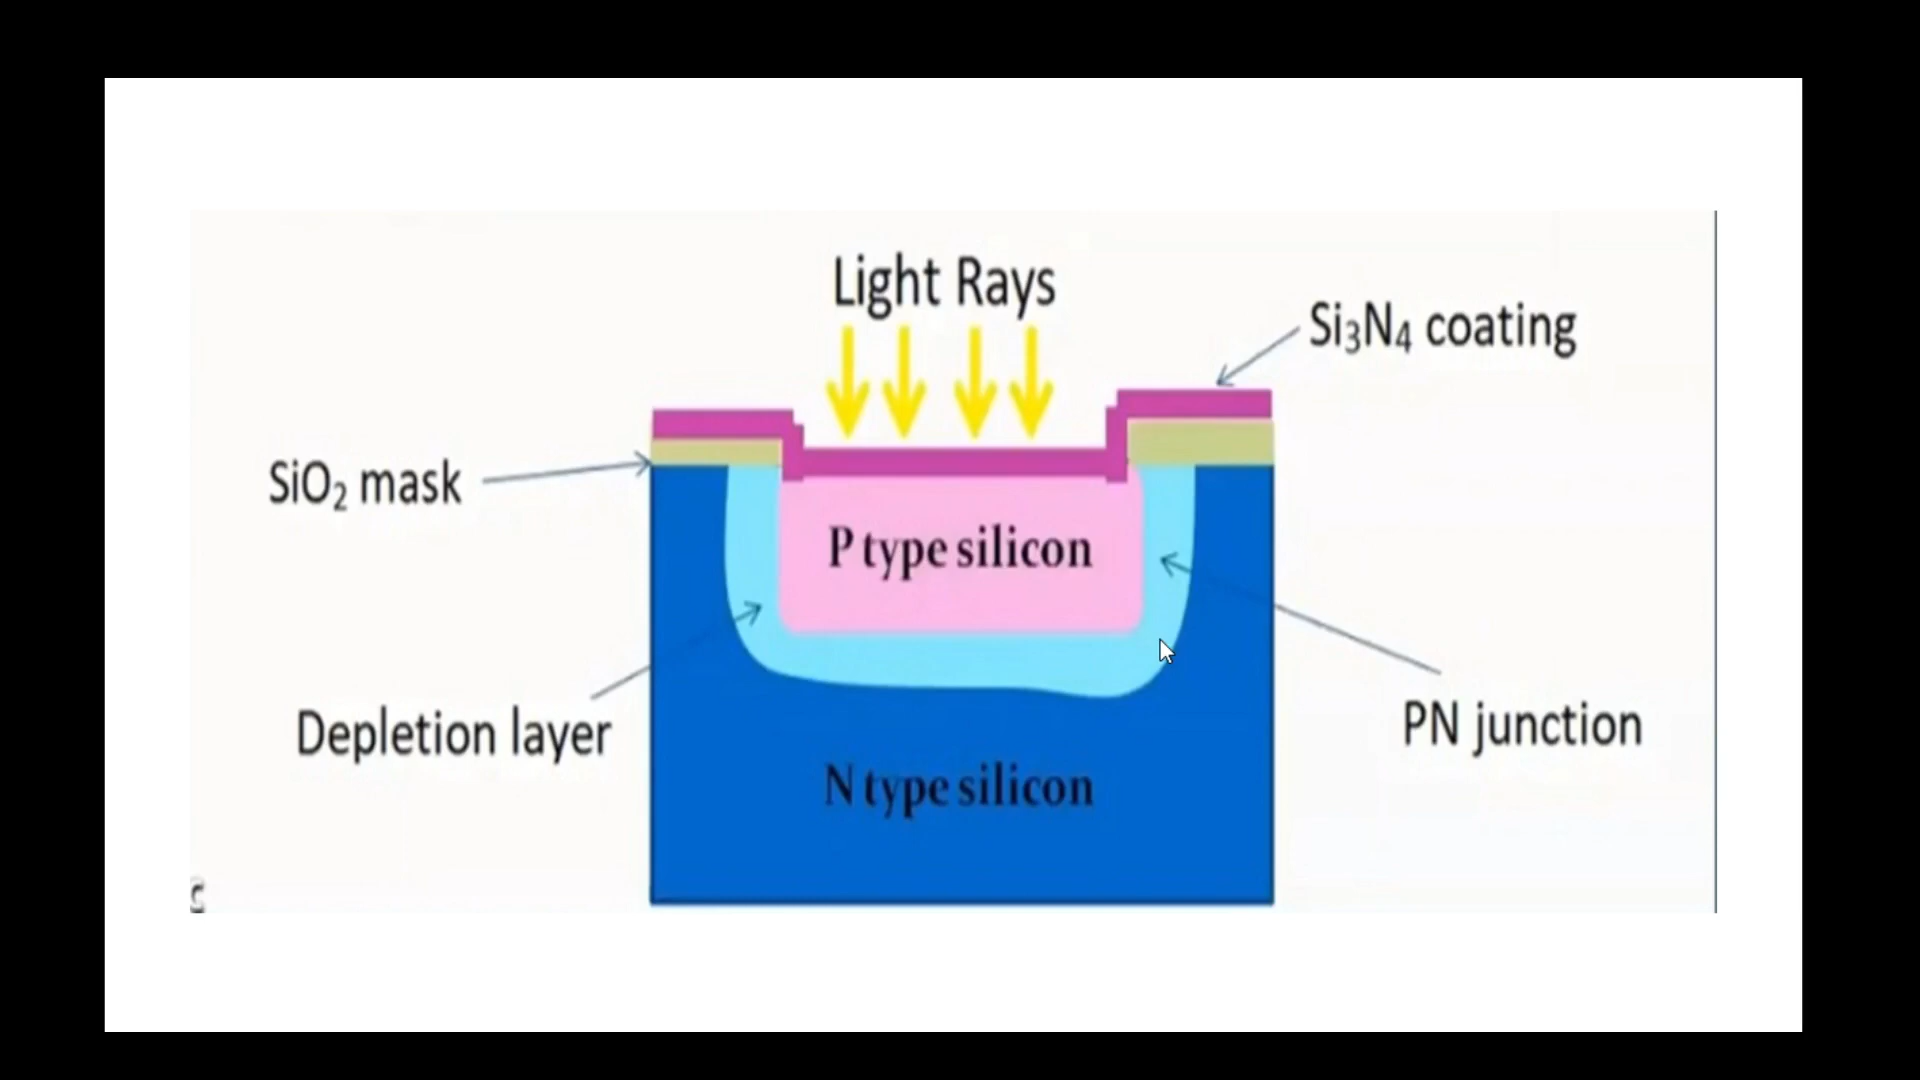 Light Rays
Si₃N₄ coating
SiO₂ mask
P type silicon
Depletion layer
PN junction
N type silicon